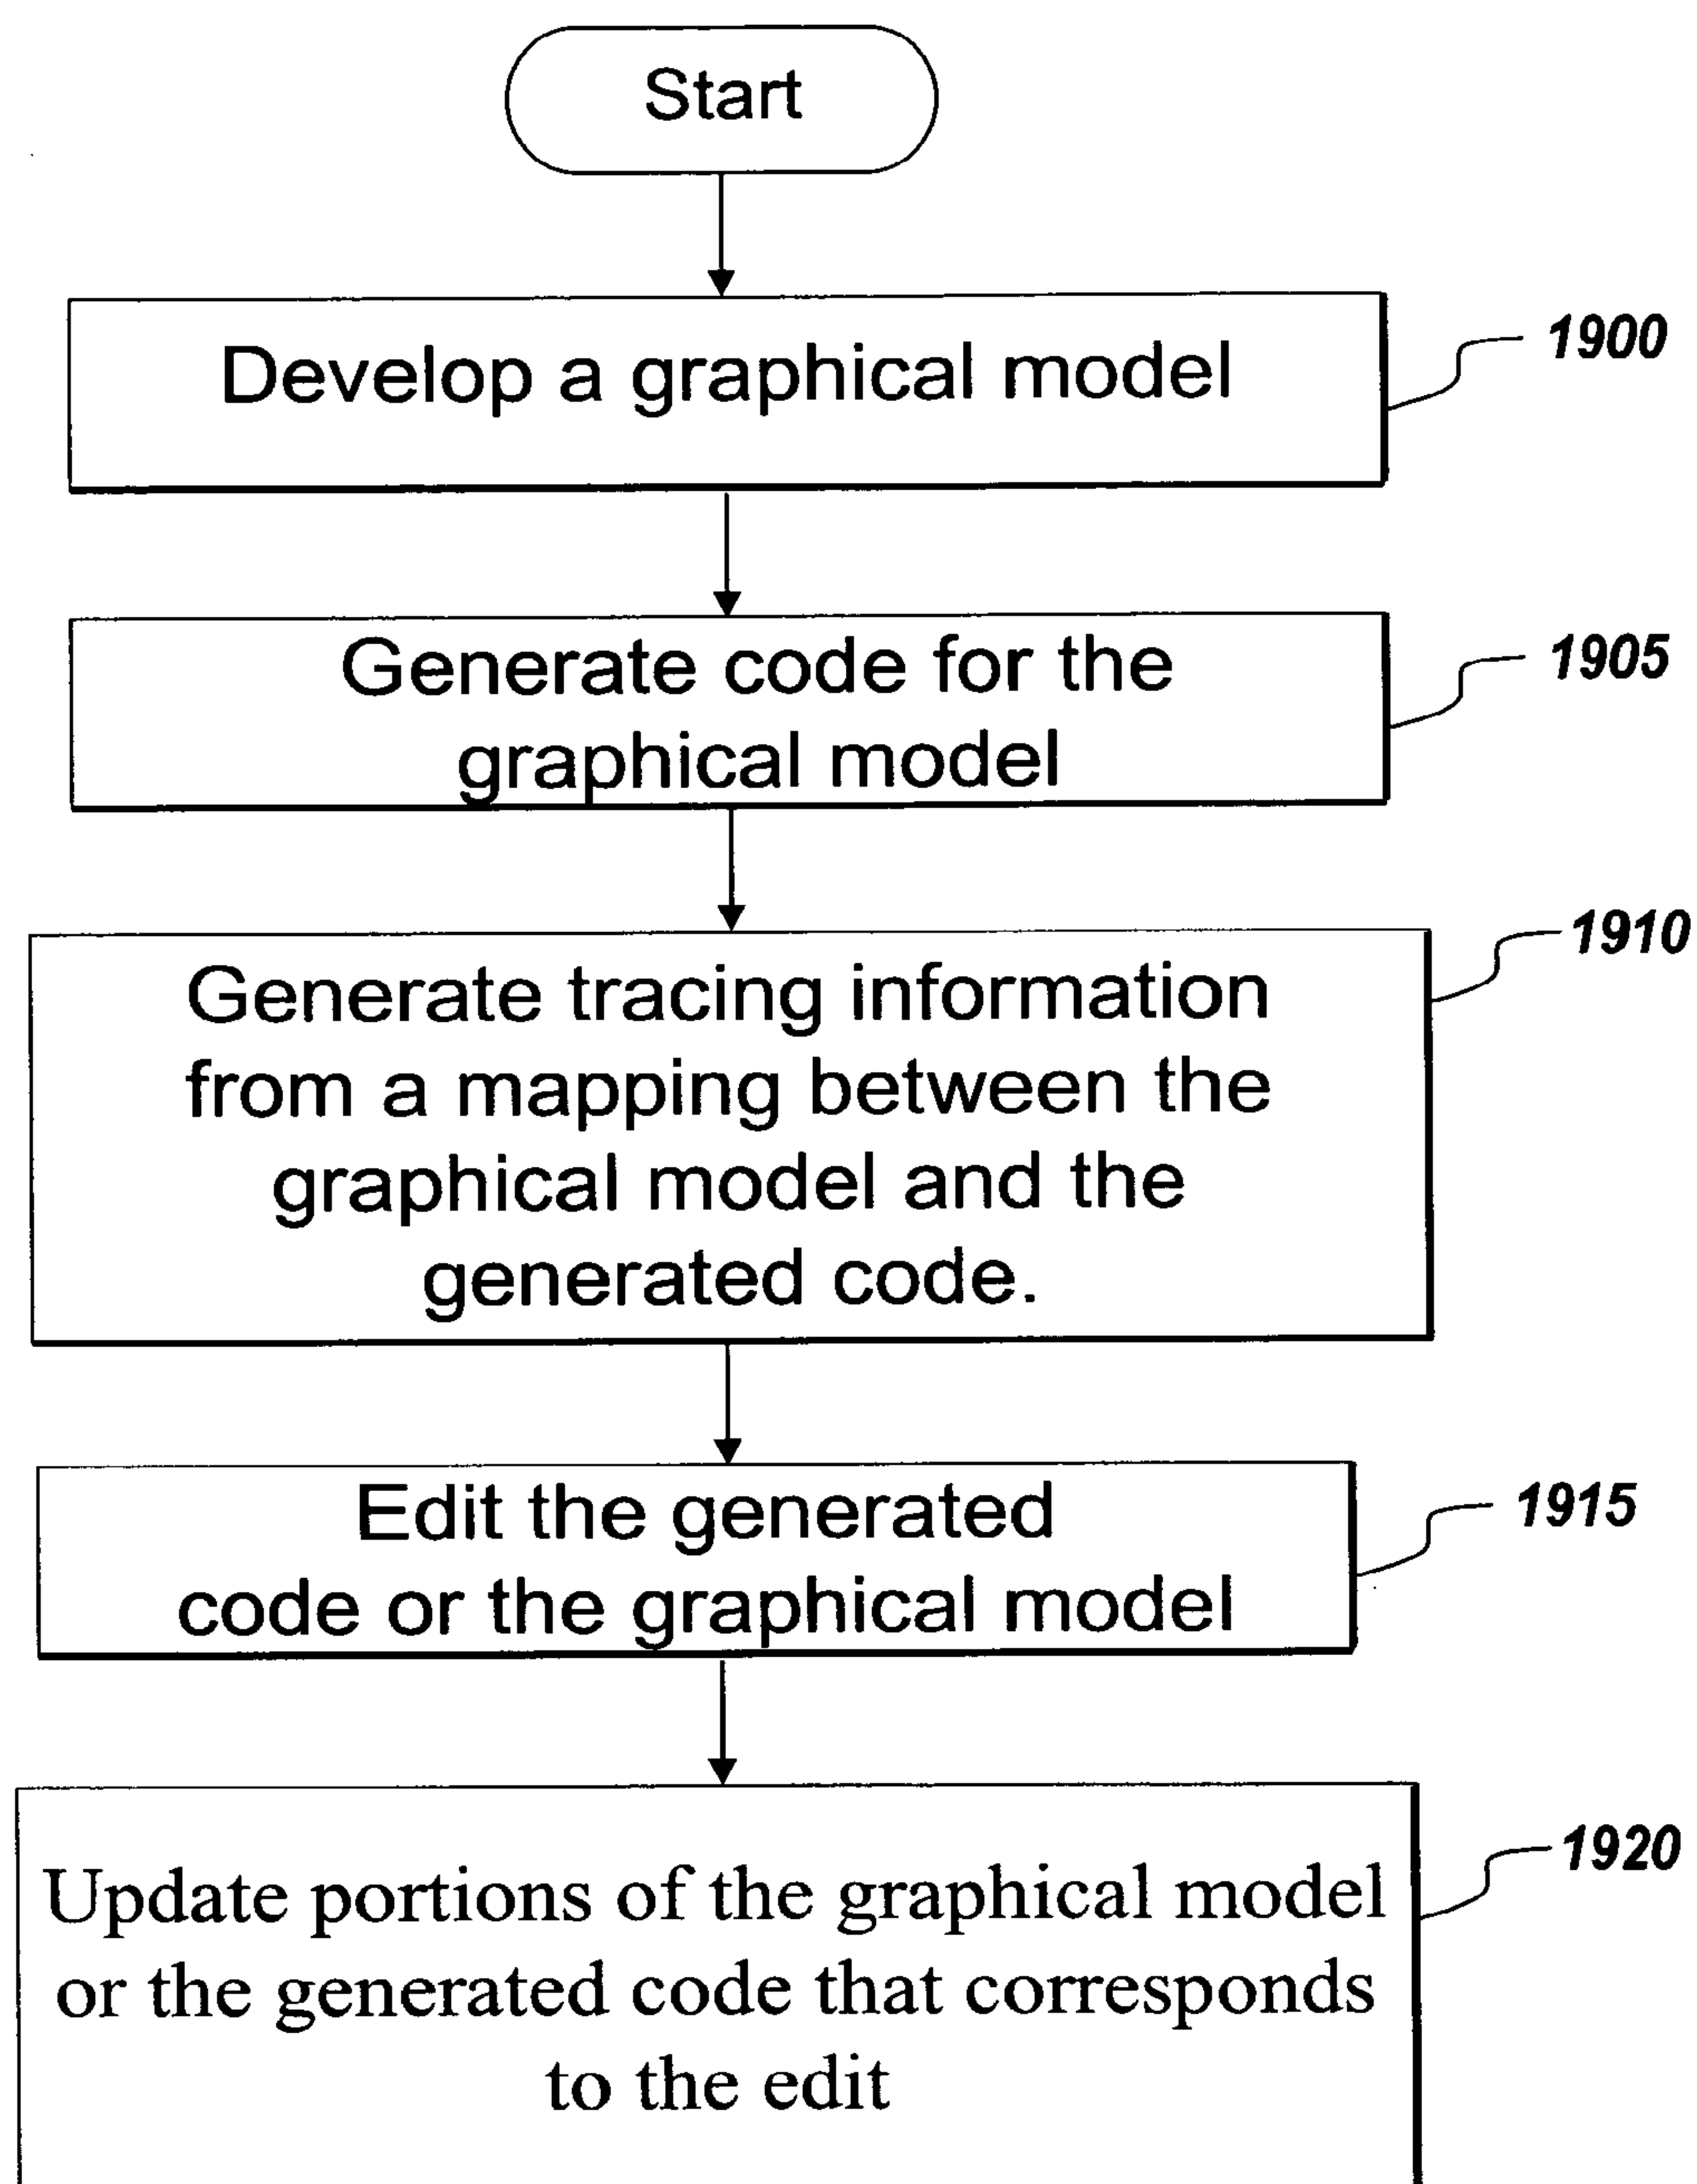 Start
Develop a graphical model
1900
Generate code for the
graphical model
1905
Generate tracing information
from a mapping between the
graphical model and the
generated code.
1910
Edit the generated
code or the graphical model
1915
Update portions of the graphical model
or the generated code that corresponds
to the edit
1920